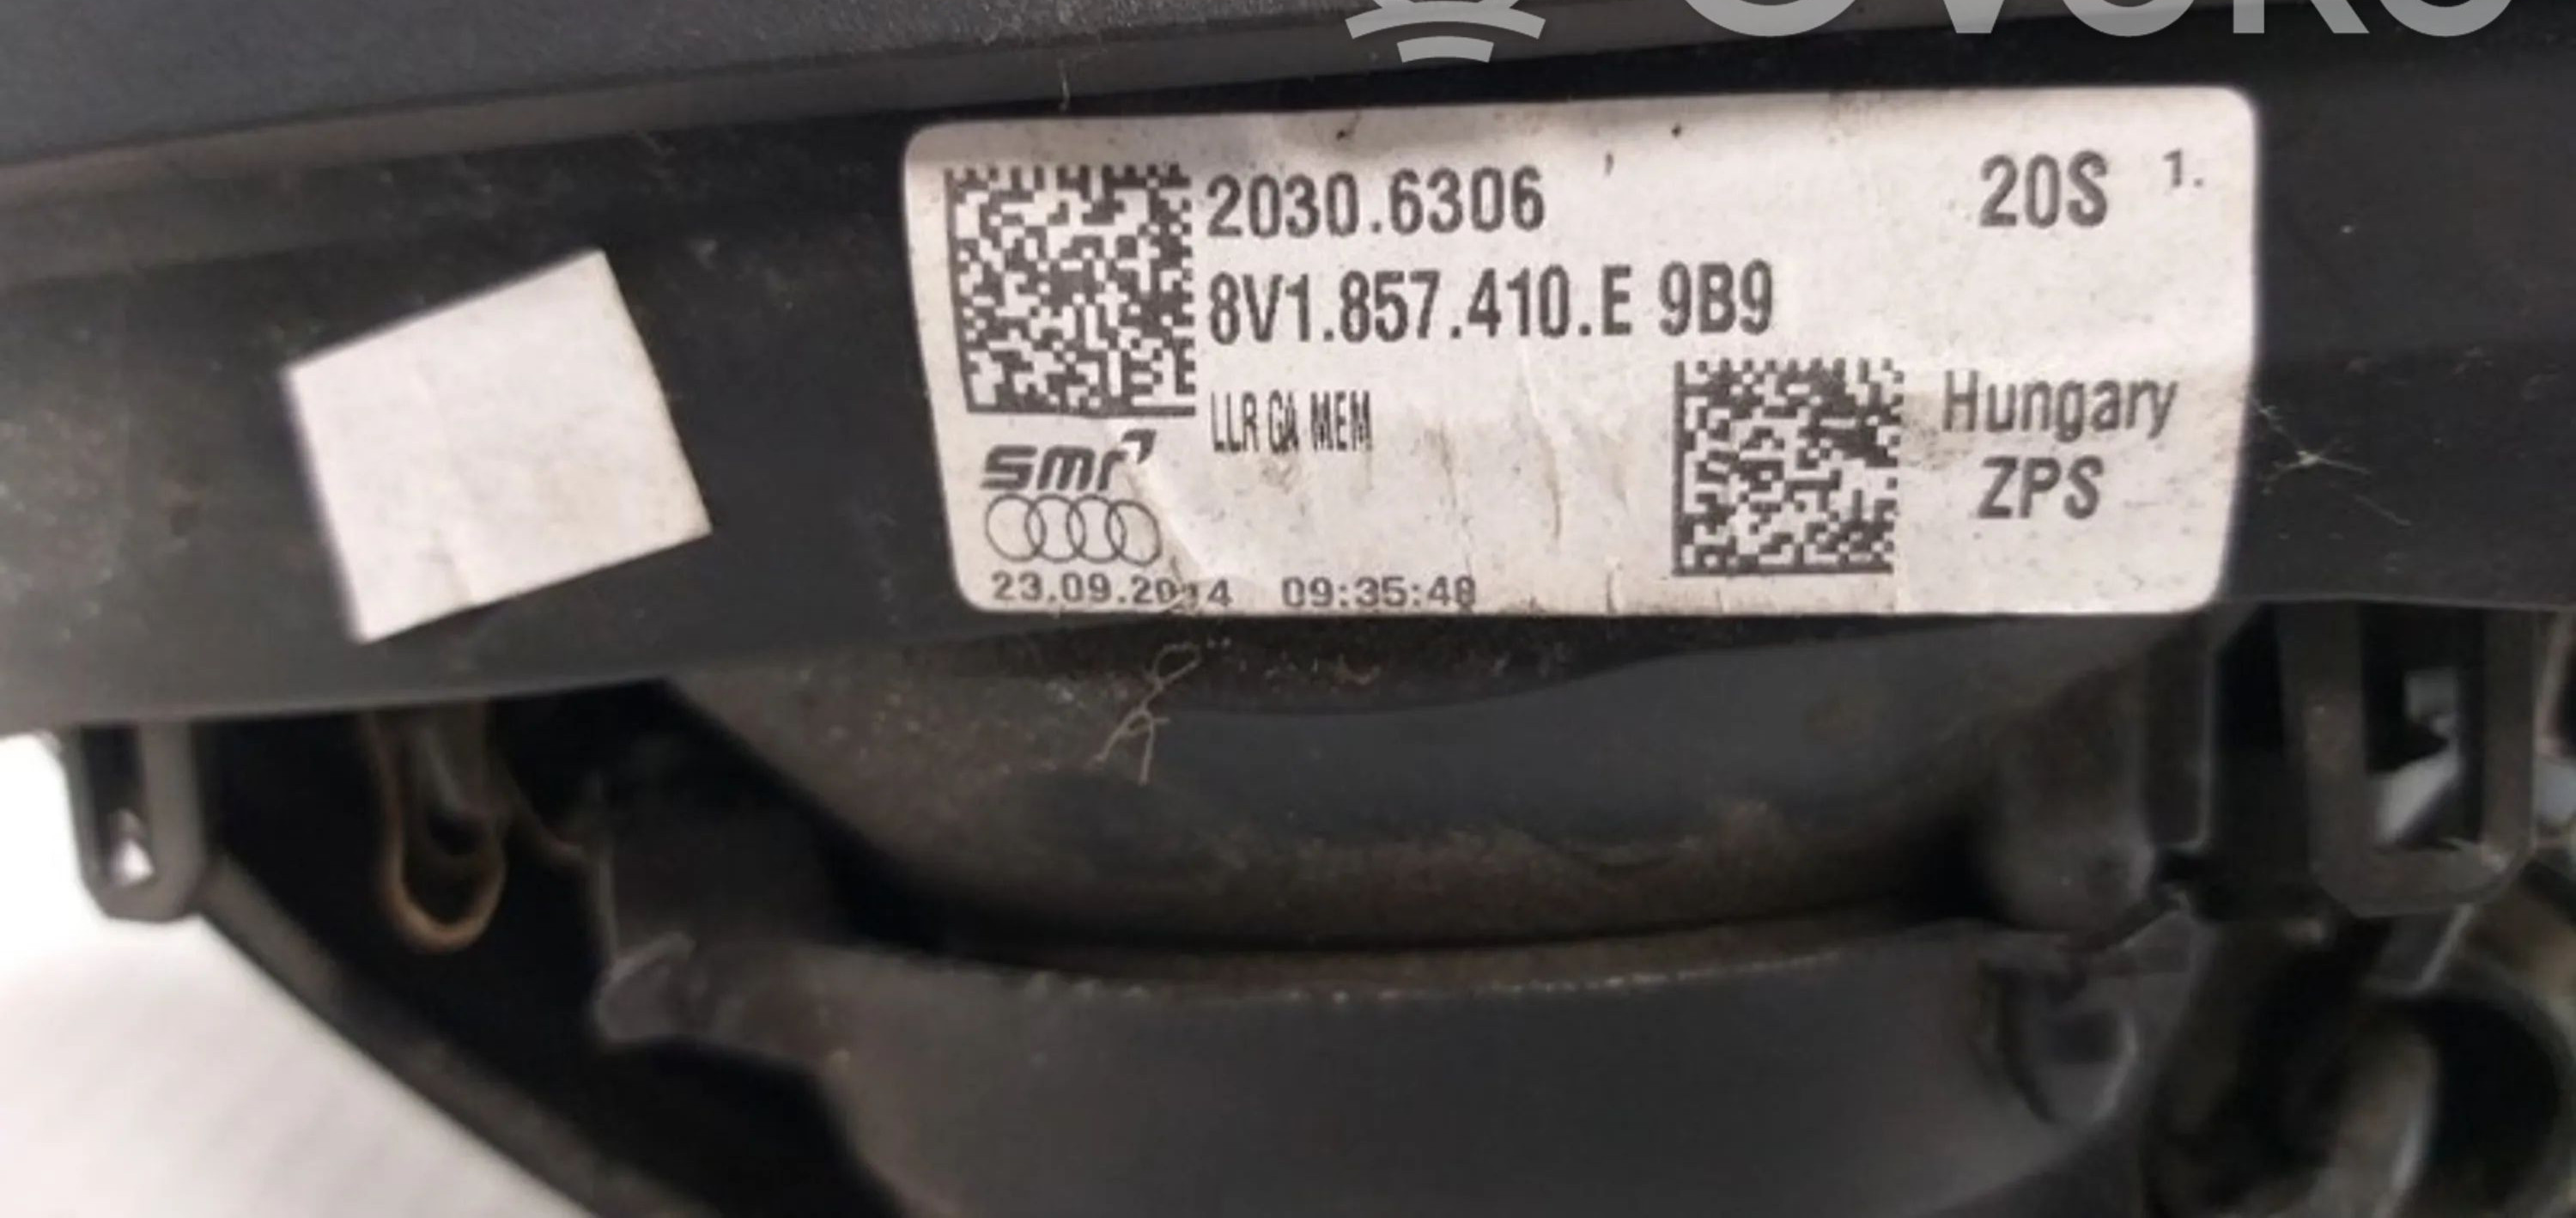 2030.6306 20S 1.
8V1.857.410.E 9B9
LLR GA MEM
Hungary
ZPS
smr
23.09.2014 09:35:48